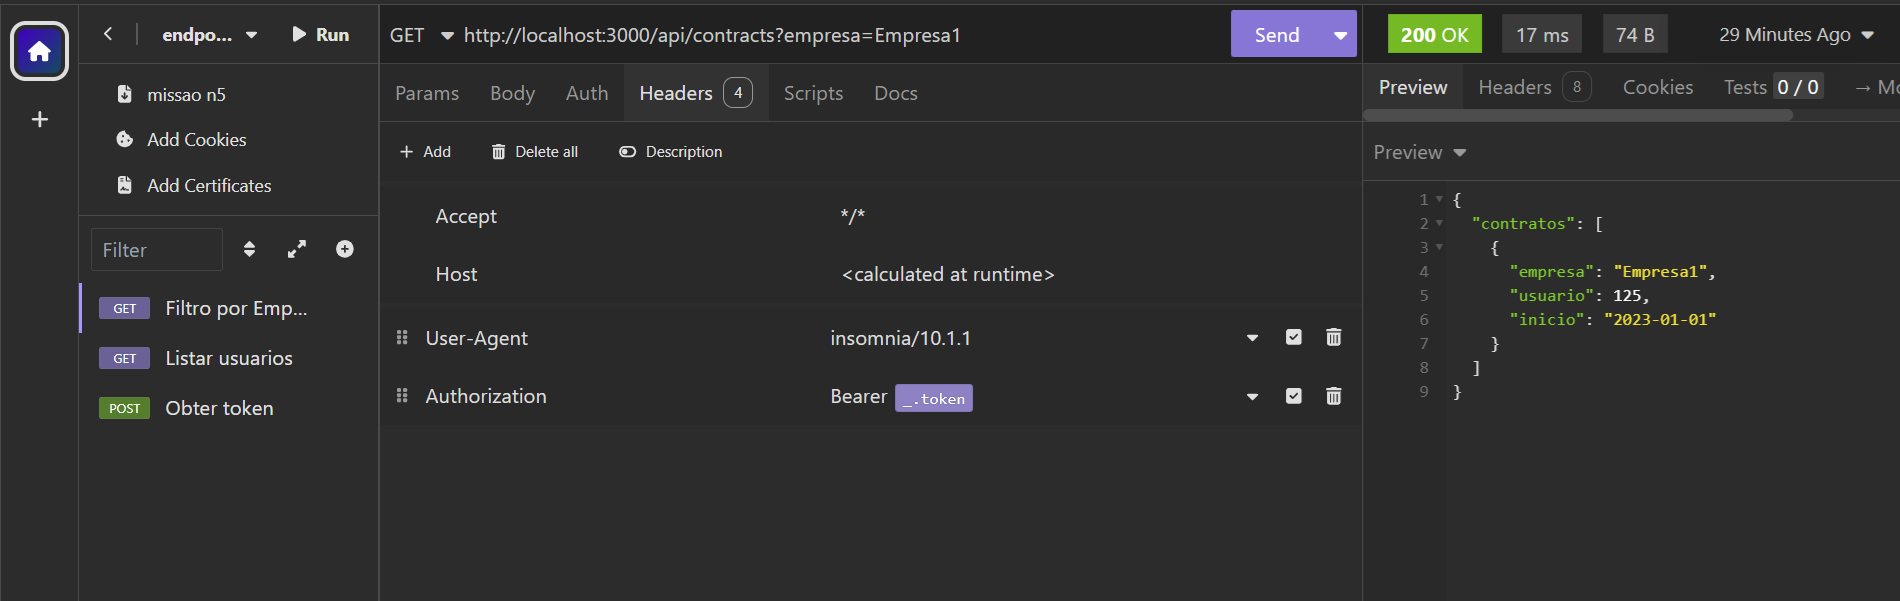 endpo...
Run
missao n5
Add Cookies
Add Certificates
Filter
GET Filtro por Emp...
GET Listar usuarios
POST Obter token
GET http://localhost:3000/api/contracts?empresa=Empresa1 Send
Params Body Auth Headers 4 Scripts Docs
Add Delete all Description
Accept */*
Host <calculated at runtime>
User-Agent insomnia/10.1.1
Authorization Bearer _.token
200 OK 17 ms 74 B 29 Minutes Ago
Preview Headers 8 Cookies Tests 0 / 0 → Mo
Preview
1 {
2 "contratos": [
3 {
4 "empresa": "Empresa1",
5 "usuario": 125,
6 "inicio": "2023-01-01"
7 }
8 ]
9 }